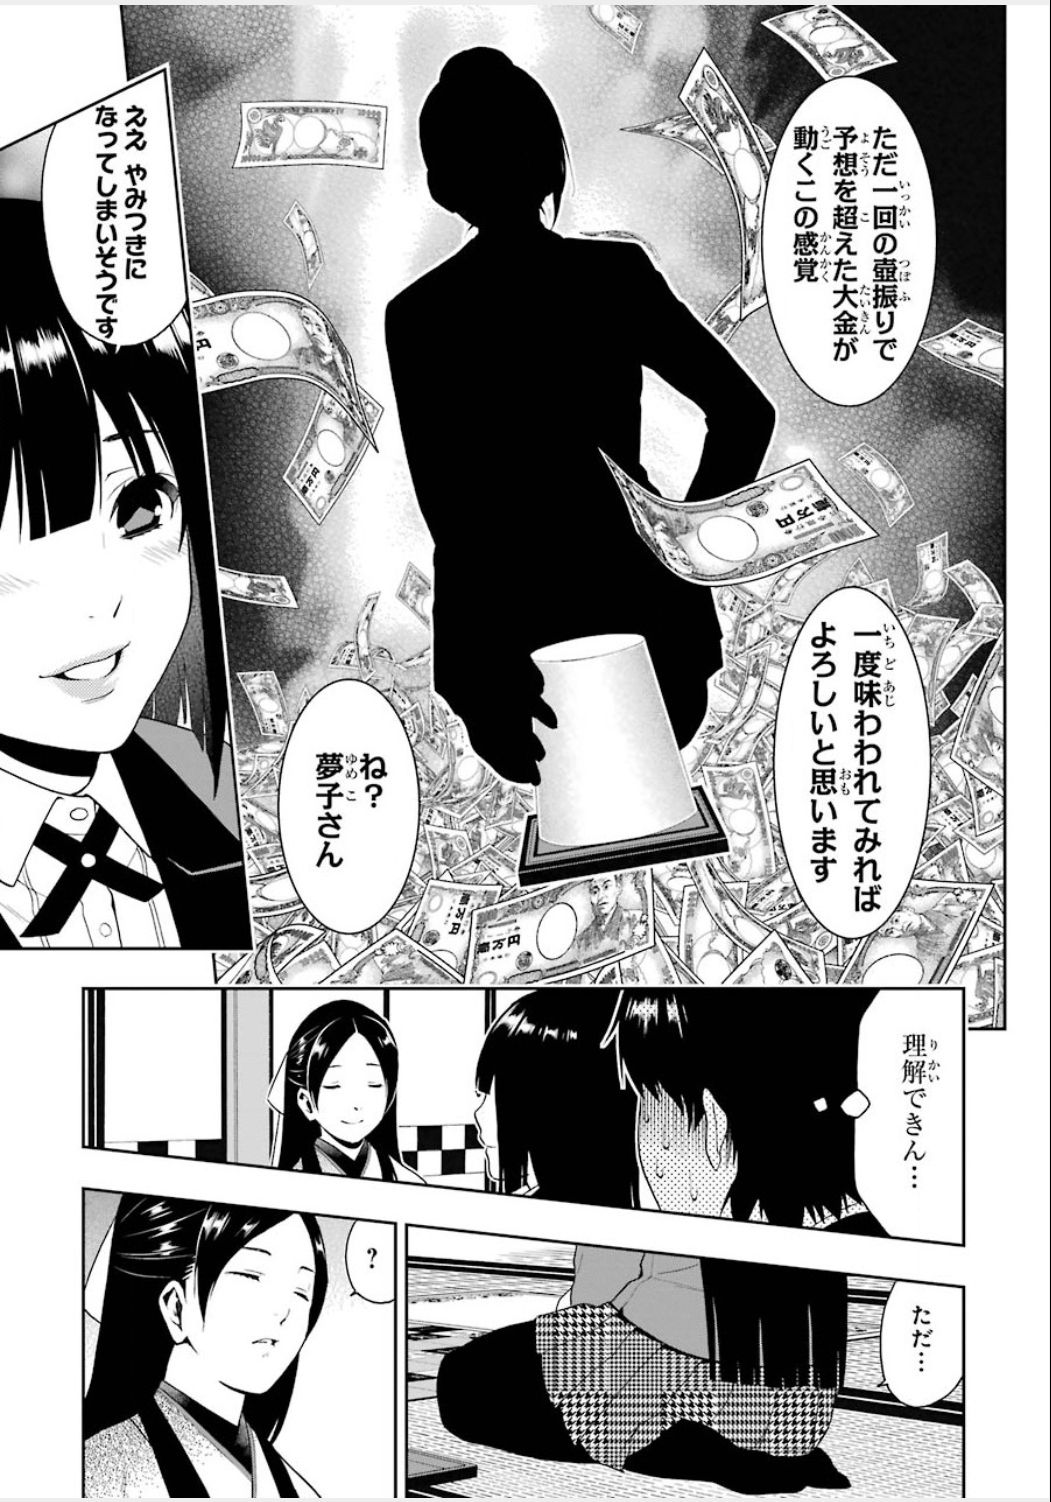 ただ一回の壺振りで
予想を超えた大金が
動くこの感覚
一度味わわれてみれば
よろしいと思います
ね？
夢子さん
ええ やみつきに
なってしまいそうです
理解できん…
ただ…
？